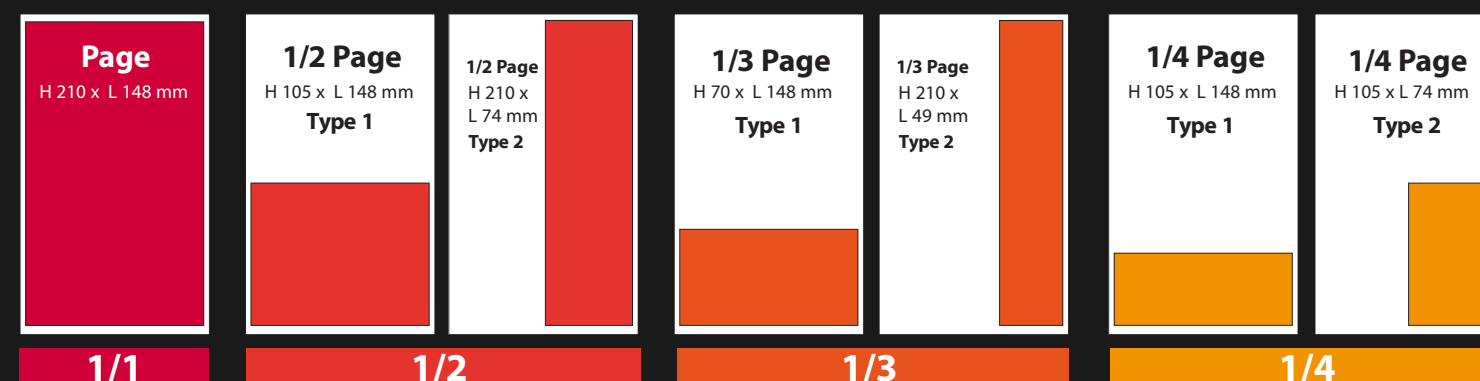 Page
H 210 x L 148 mm
1/2 Page
H 105 x L 148 mm
Type 1
1/2 Page
H 210 x
L 74 mm
Type 2
1/3 Page
H 70 x L 148 mm
Type 1
1/3 Page
H 210 x
L 49 mm
Type 2
1/4 Page
H 105 x L 148 mm
Type 1
1/4 Page
H 105 x L 74 mm
Type 2
1/1
1/2
1/3
1/4